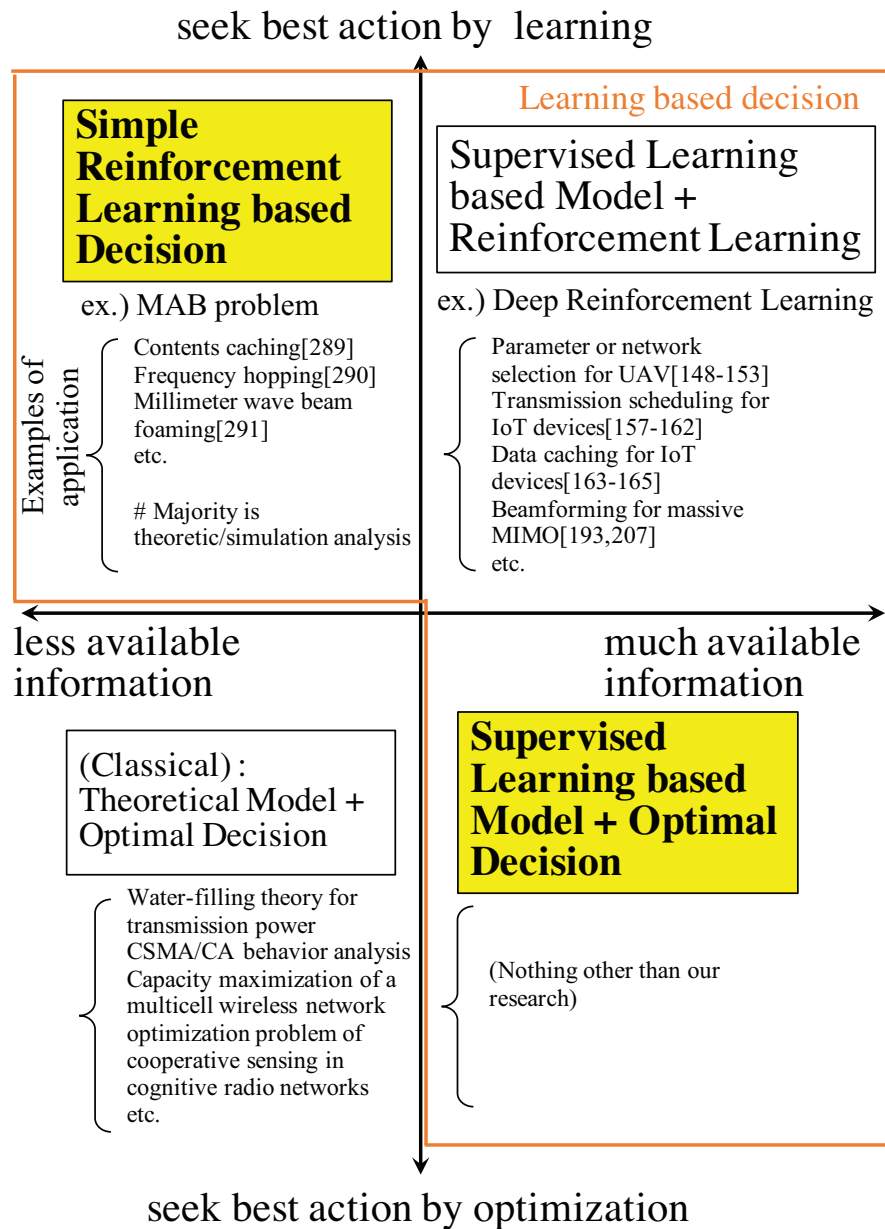 seek best action by learning
Learning based decision
Simple
Reinforcement
Learning based
Decision
ex.) MAB problem
Examples of
application
Contents caching[289]
Frequency hopping[290]
Millimeter wave beam
foaming[291]
etc.
# Majority is
theoretic/simulation analysis
Supervised Learning
based Model +
Reinforcement Learning
ex.) Deep Reinforcement Learning
Parameter or network
selection for UAV[148-153]
Transmission scheduling for
IoT devices[157-162]
Data caching for IoT
devices[163-165]
Beamforming for massive
MIMO[193,207]
etc.
less available
information
much available
information
(Classical) :
Theoretical Model +
Optimal Decision
Water-filling theory for
transmission power
CSMA/CA behavior analysis
Capacity maximization of a
multicell wireless network
optimization problem of
cooperative sensing in
cognitive radio networks
etc.
Supervised
Learning based
Model + Optimal
Decision
(Nothing other than our
research)
seek best action by optimization